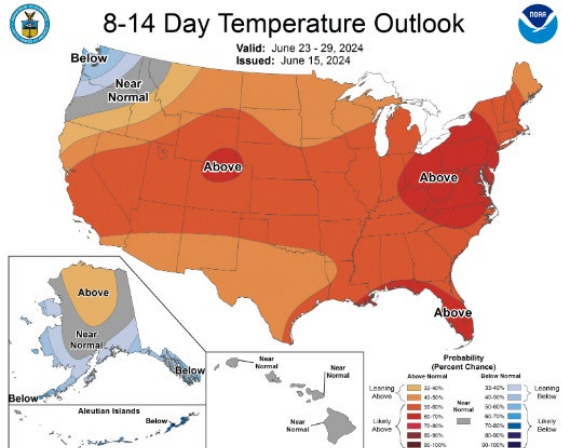 8-14 Day Temperature Outlook
Valid: June 23 - 29, 2024
Issued: June 15, 2024
NOAA
Below
Near
Normal
Above
Above
Above
Above
Near
Normal
Below
Below
Aleutian Islands
Near
Normal
Near
Normal
Near
Normal
Probability
(Percent Chance)
Above Normal
Below Normal
Leaning
Above
Likely
Above
33-40%
40-50%
50-60%
60-70%
70-80%
80-90%
90-100%
Near
Normal
33-40%
40-50%
50-60%
60-70%
70-80%
80-90%
90-100%
Leaning
Below
Likely
Below